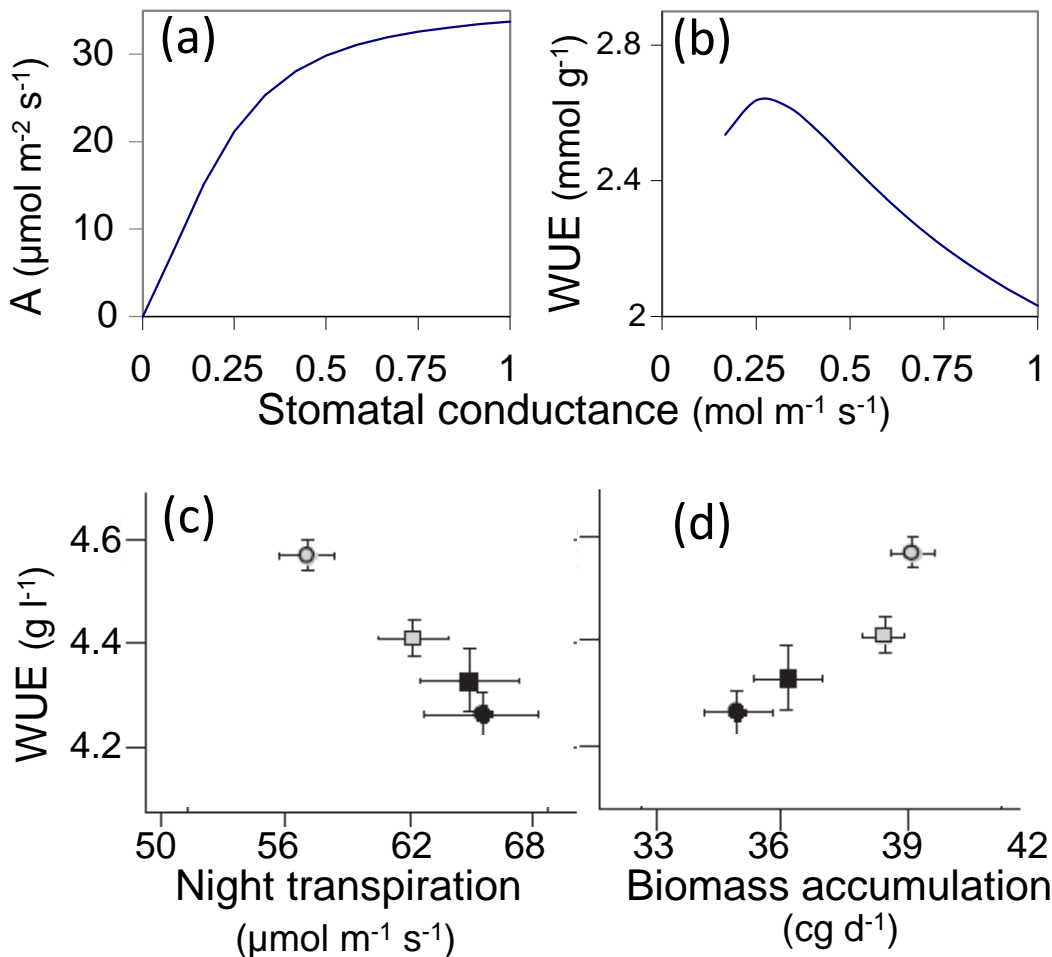 (a)
A (µmol m⁻² s⁻¹)
30
20
10
0
0 0.25 0.5 0.75 1
(b)
WUE (mmol g⁻¹)
2.8
2.4
2
0 0.25 0.5 0.75 1
Stomatal conductance (mol m⁻¹ s⁻¹)
(c)
WUE (g l⁻¹)
4.6
4.4
4.2
50 56 62 68
Night transpiration
(µmol m⁻¹ s⁻¹)
(d)
33 36 39 42
Biomass accumulation
(cg d⁻¹)